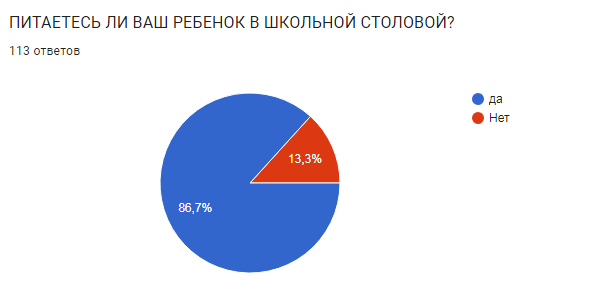 ПИТАЕТЕСЬ ЛИ ВАШ РЕБЕНОК В ШКОЛЬНОЙ СТОЛОВОЙ?
113 ответов
да
Нет
13,3%
86,7%